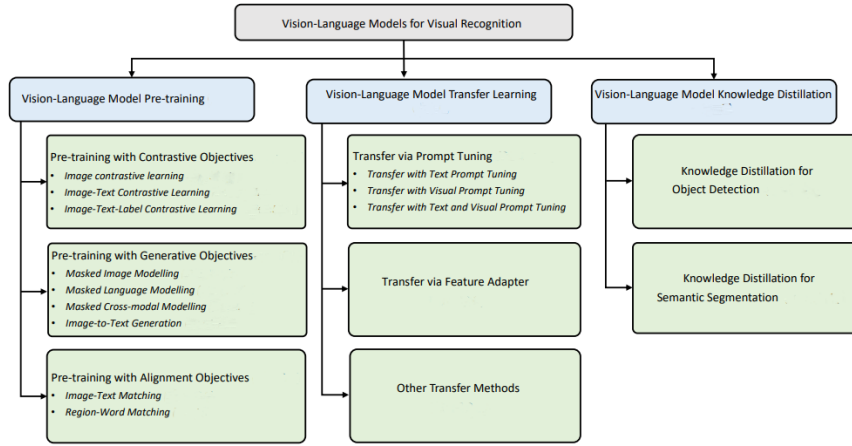 Vision-Language Models for Visual Recognition
Vision-Language Model Pre-training
Pre-training with Contrastive Objectives
• Image contrastive learning
• Image-Text Contrastive Learning
• Image-Text-Label Contrastive Learning
Pre-training with Generative Objectives
• Masked Image Modelling
• Masked Language Modelling
• Masked Cross-modal Modelling
• Image-to-Text Generation
Pre-training with Alignment Objectives
• Image-Text Matching
• Region-Word Matching
Vision-Language Model Transfer Learning
Transfer via Prompt Tuning
• Transfer with Text Prompt Tuning
• Transfer with Visual Prompt Tuning
• Transfer with Text and Visual Prompt Tuning
Transfer via Feature Adapter
Other Transfer Methods
Vision-Language Model Knowledge Distillation
Knowledge Distillation for
Object Detection
Knowledge Distillation for
Semantic Segmentation